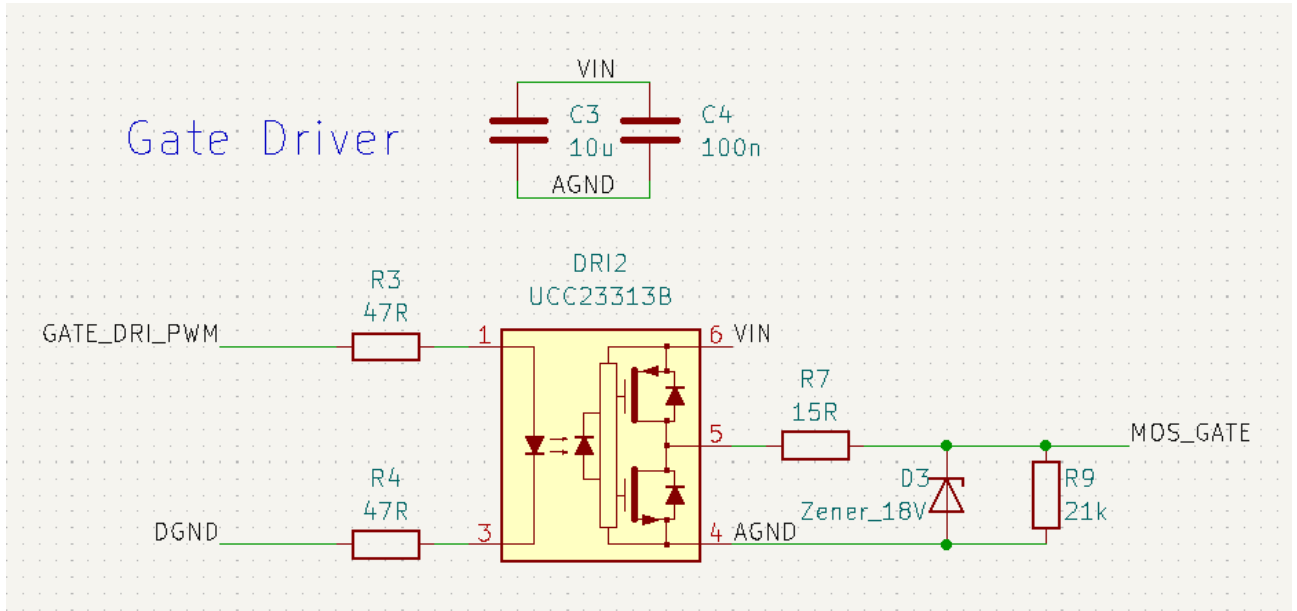 VIN
C3
10u
C4
100n
Gate Driver
AGND
DRI2
UCC23313B
R3
47R
GATE_DRI_PWM
1
6
VIN
R7
15R
5
MOS_GATE
R4
47R
D3
Zener_18V
R9
21k
DGND
3
4
AGND